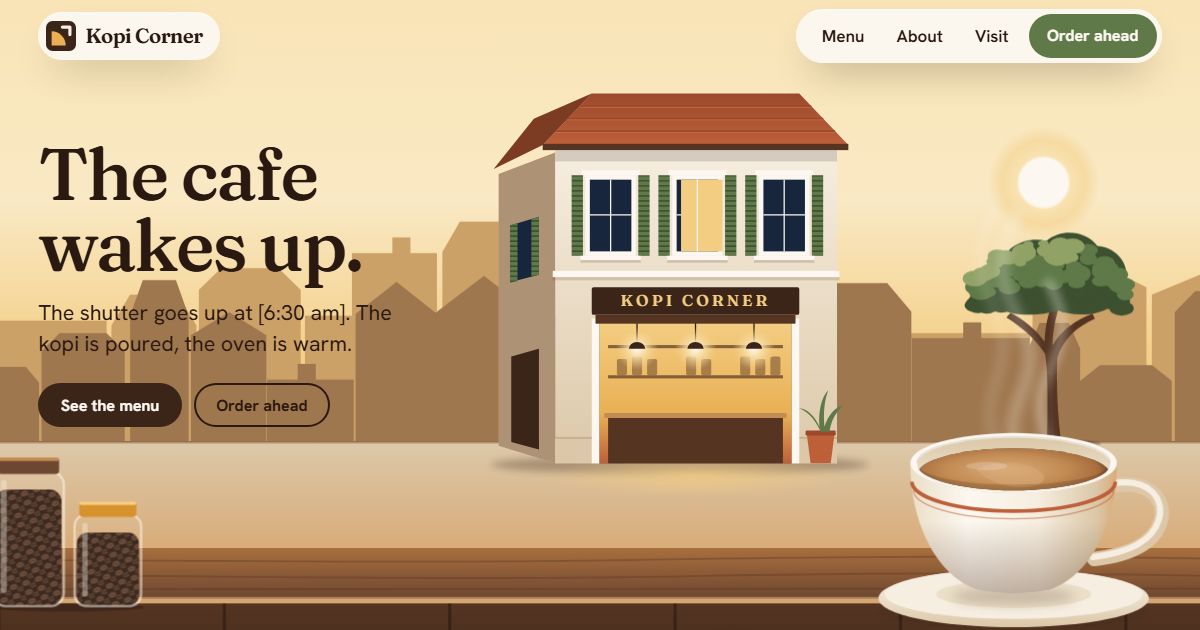 Kopi Corner
Menu About Visit Order ahead
The cafe
wakes up.
The shutter goes up at [6:30 am]. The
kopi is poured, the oven is warm.
See the menu Order ahead
KOPI CORNER